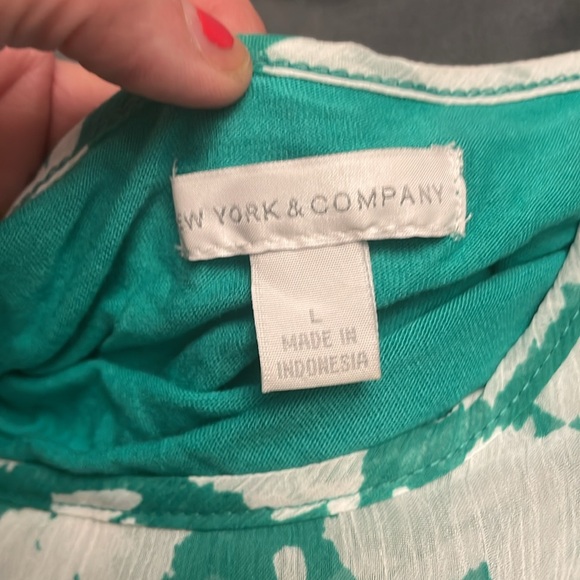 EW YORK & COMPANY
L
MADE IN
INDONESIA